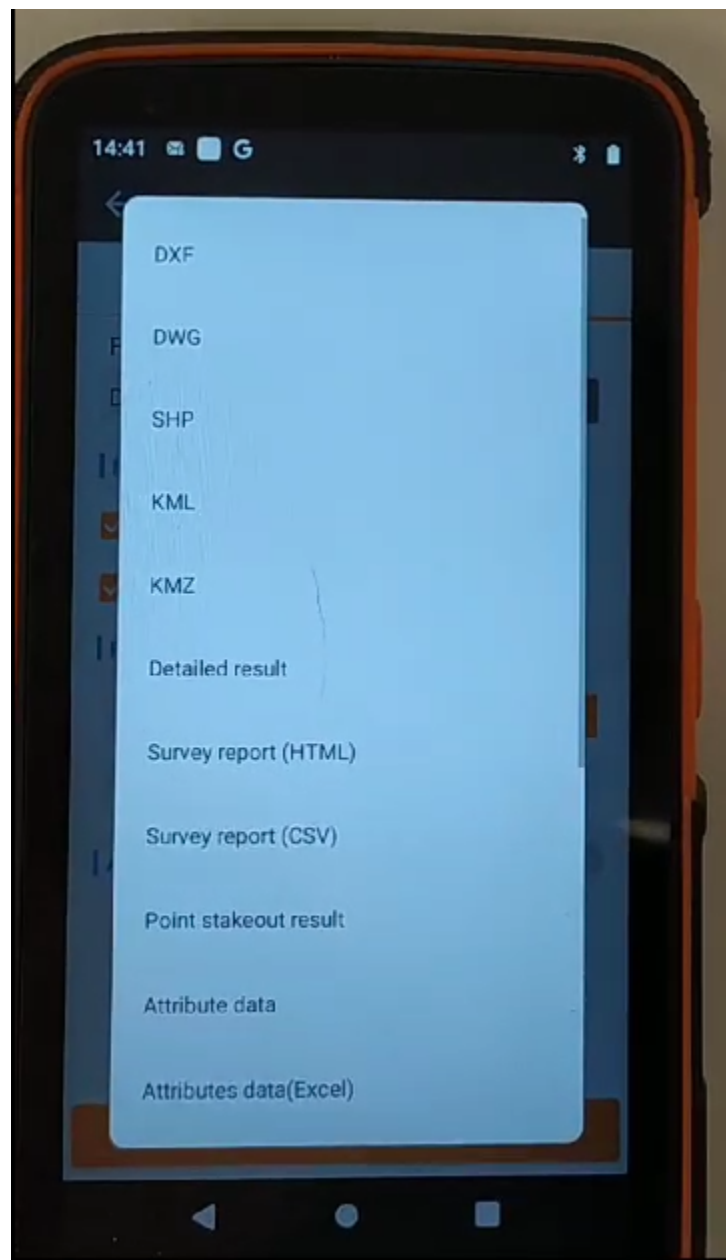 14:41 G
DXF
DWG
SHP
KML
KMZ
Detailed result
Survey report (HTML)
Survey report (CSV)
Point stakeout result
Attribute data
Attributes data(Excel)